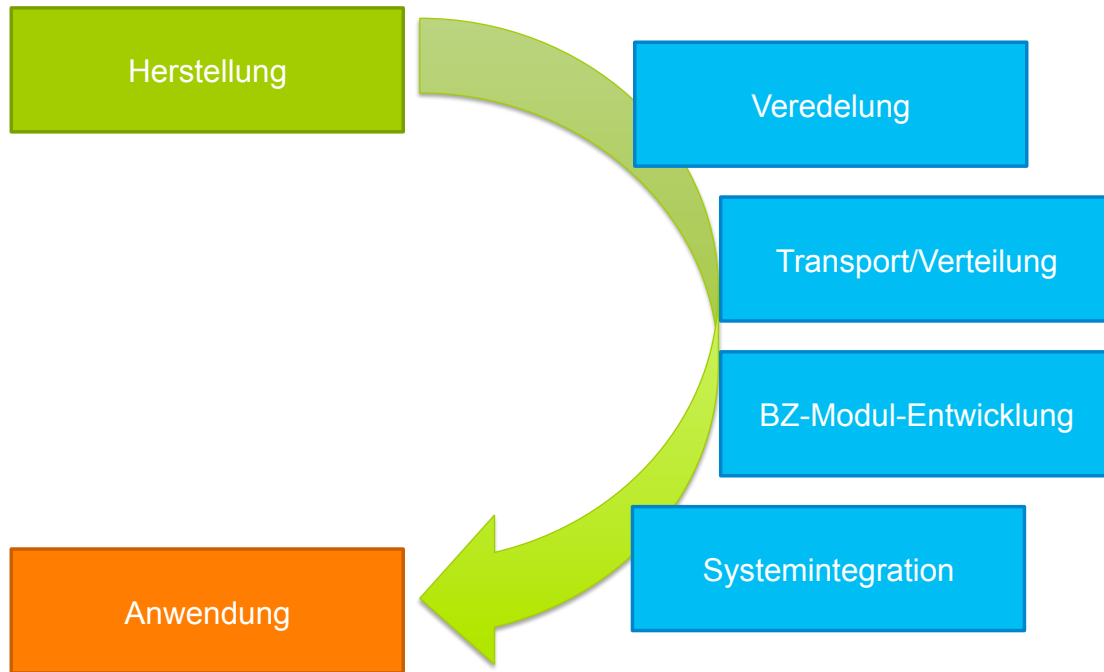 Herstellung
Veredelung
Transport/Verteilung
BZ-Modul-Entwicklung
Systemintegration
Anwendung